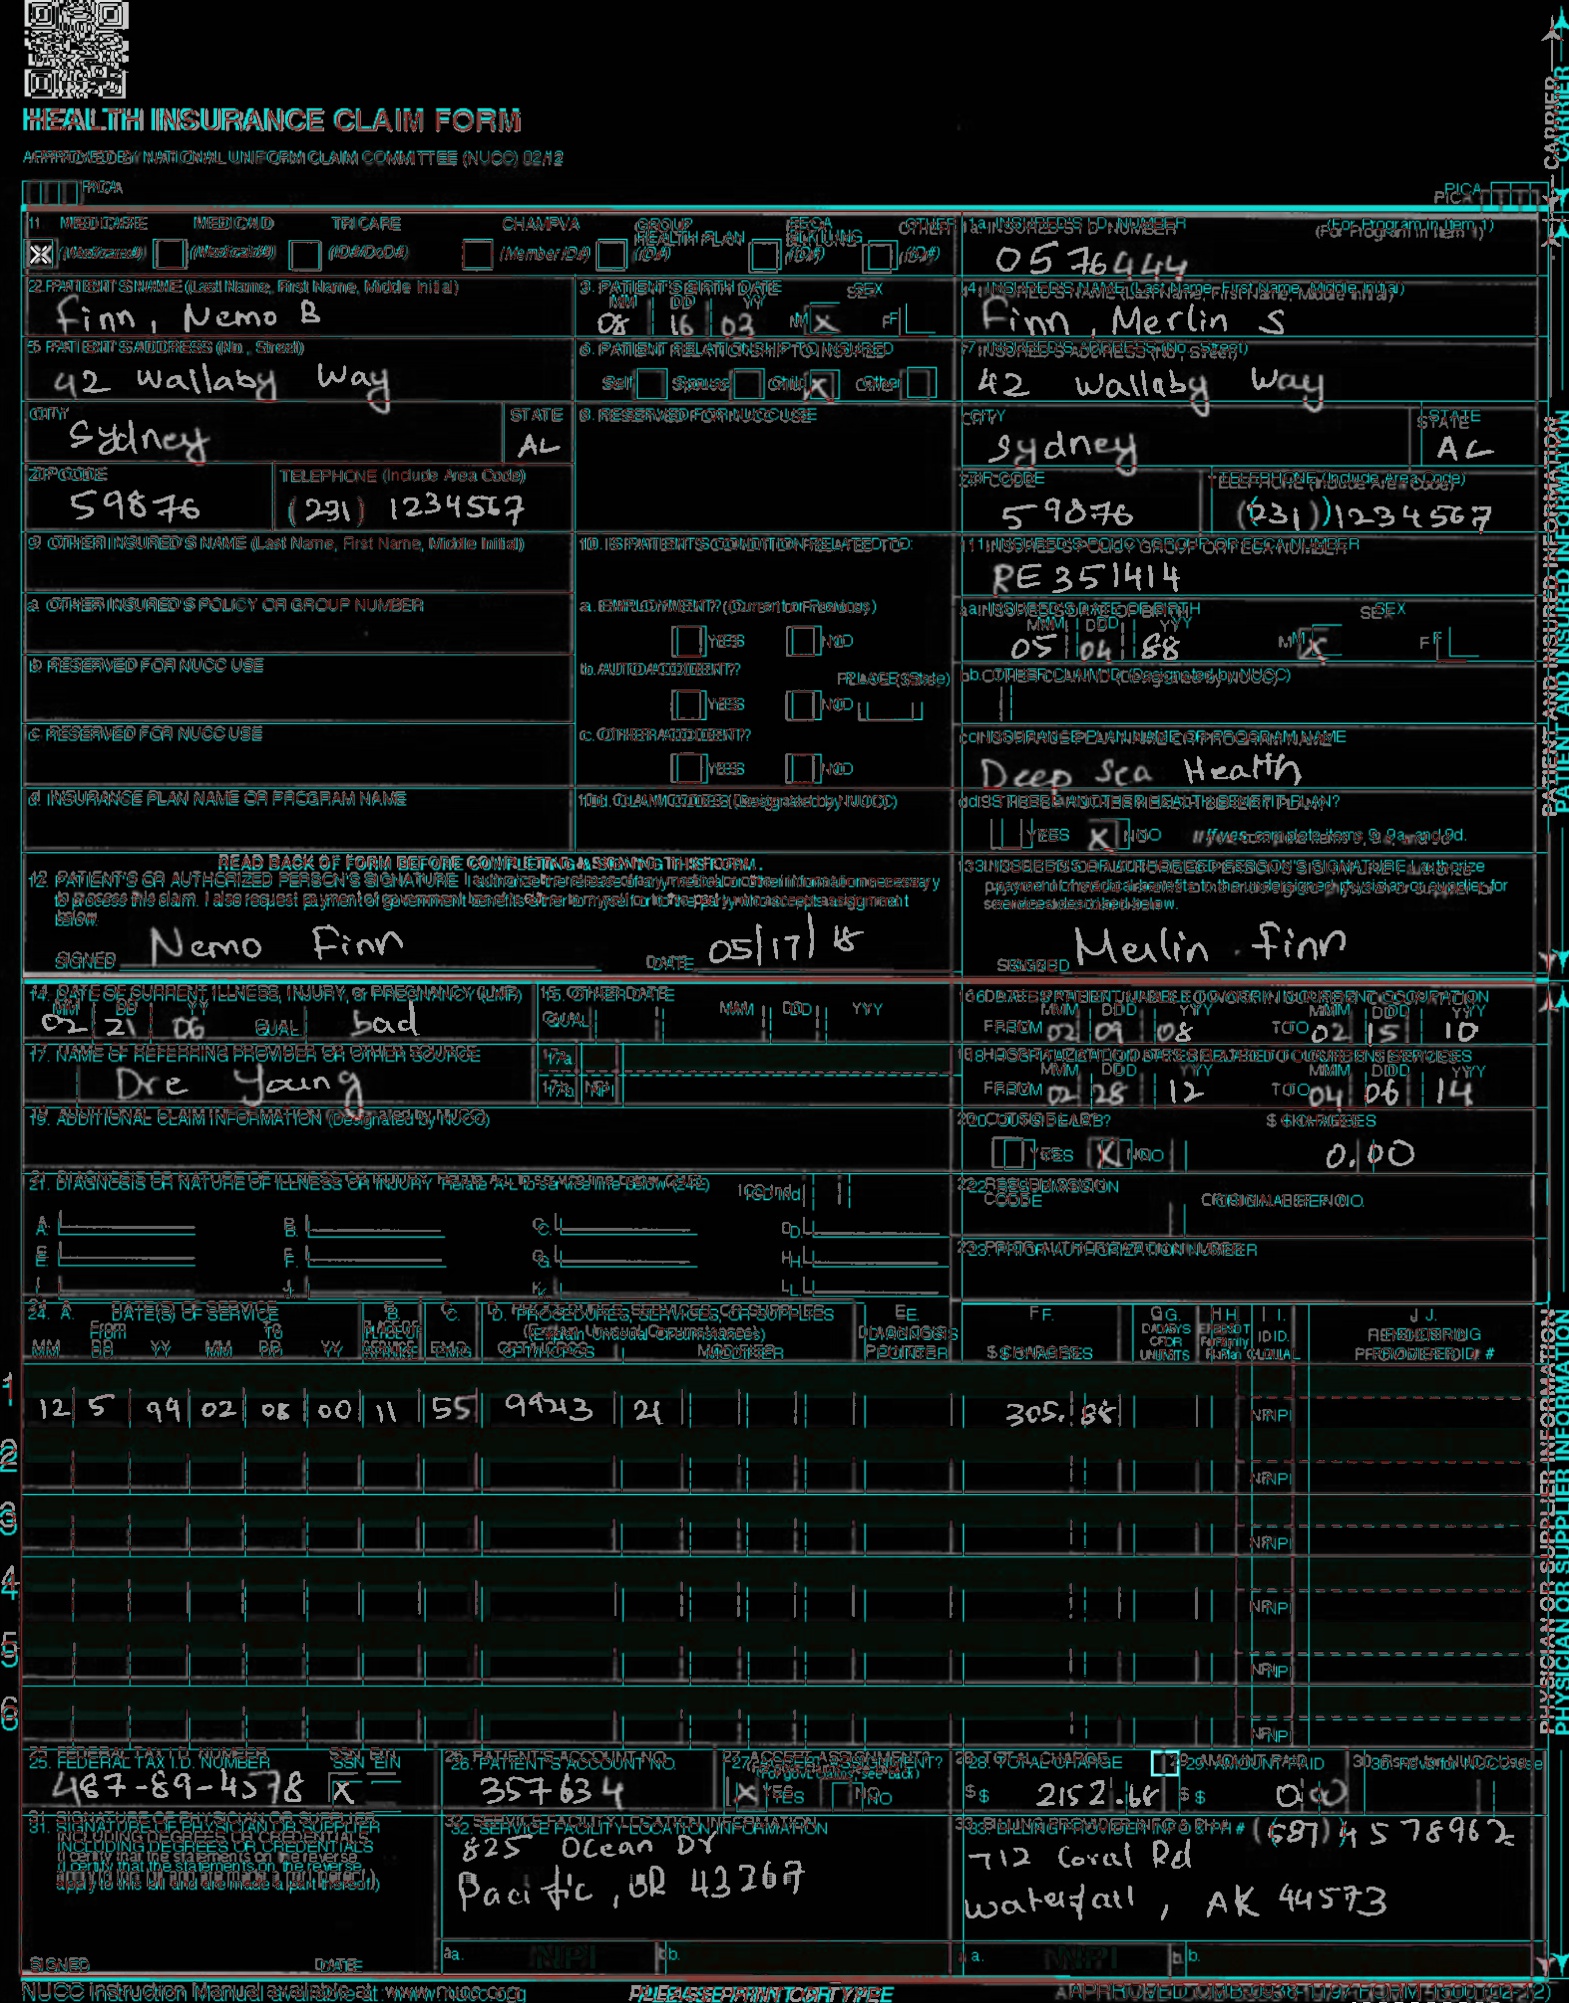 HEALTH INSURANCE CLAIM FORM
APPROVED BY NATIONAL UNIFORM CLAIM COMMITTEE (NUCC) 02/12
PICA
PICA
CARRIER
1. MEDICARE MEDICAID TRICARE CHAMPVA GROUP HEALTH PLAN FECA BLK LUNG OTHER
(Medicare#) (Medicaid#) (ID#/DoD#) (Member ID#) (ID#) (ID#) (ID#)
1a. INSURED'S I.D. NUMBER (For Program in Item 1)
0576444
2. PATIENT'S NAME (Last Name, First Name, Middle Initial)
Finn, Nemo B
3. PATIENT'S BIRTH DATE SEX
MM DD YY
08 16 03 M X F
4. INSURED'S NAME (Last Name, First Name, Middle Initial)
Finn, Merlin S
5. PATIENT'S ADDRESS (No., Street)
42 Wallaby Way
6. PATIENT RELATIONSHIP TO INSURED
Self Spouse Child X Other
7. INSURED'S ADDRESS (No., Street)
42 Wallaby Way
CITY STATE
Sydney AL
8. RESERVED FOR NUCC USE
CITY STATE
Sydney AL
ZIP CODE TELEPHONE (Include Area Code)
59876 (231) 1234567
ZIP CODE TELEPHONE (Include Area Code)
59876 (231) 1234567
9. OTHER INSURED'S NAME (Last Name, First Name, Middle Initial)
10. IS PATIENT'S CONDITION RELATED TO:
11. INSURED'S POLICY GROUP OR FECA NUMBER
RE 351414
a. OTHER INSURED'S POLICY OR GROUP NUMBER
a. EMPLOYMENT? (Current or Previous)
YES NO
a. INSURED'S DATE OF BIRTH SEX
MM DD YY
05 04 88 M X F
b. RESERVED FOR NUCC USE
b. AUTO ACCIDENT? PLACE (State)
YES NO
b. OTHER CLAIM ID (Designated by NUCC)
c. RESERVED FOR NUCC USE
c. OTHER ACCIDENT?
YES NO
c. INSURANCE PLAN NAME OR PROGRAM NAME
Deep Sea Health
d. INSURANCE PLAN NAME OR PROGRAM NAME
10d. CLAIM CODES (Designated by NUCC)
d. IS THERE ANOTHER HEALTH BENEFIT PLAN?
YES X NO If yes, complete items 9, 9a, and 9d.
READ BACK OF FORM BEFORE COMPLETING & SIGNING THIS FORM.
12. PATIENT'S OR AUTHORIZED PERSON'S SIGNATURE I authorize the release of any medical or other information necessary
to process this claim. I also request payment of government benefits either to myself or to the party who accepts assignment
below.
SIGNED Nemo Finn DATE 05/17/18
13. INSURED'S OR AUTHORIZED PERSON'S SIGNATURE I authorize
payment of medical benefits to the undersigned physician or supplier for
services described below.
SIGNED Merlin Finn
PATIENT AND INSURED INFORMATION
14. DATE OF CURRENT ILLNESS, INJURY, or PREGNANCY (LMP)
MM DD YY
02 21 06 QUAL. bad
15. OTHER DATE
QUAL. MM DD YY
16. DATES PATIENT UNABLE TO WORK IN CURRENT OCCUPATION
MM DD YY MM DD YY
FROM 02 09 08 TO 02 15 10
17. NAME OF REFERRING PROVIDER OR OTHER SOURCE
Dre Young
17a.
17b. NPI
18. HOSPITALIZATION DATES RELATED TO CURRENT SERVICES
MM DD YY MM DD YY
FROM 02 28 12 TO 04 06 14
19. ADDITIONAL CLAIM INFORMATION (Designated by NUCC)
20. OUTSIDE LAB? $ CHARGES
YES X NO 0.00
21. DIAGNOSIS OR NATURE OF ILLNESS OR INJURY Relate A-L to service line below (24E) ICD Ind.
A. B. C. D.
E. F. G. H.
I. J. K. L.
22. RESUBMISSION CODE ORIGINAL REF. NO.
23. PRIOR AUTHORIZATION NUMBER
24. A. DATE(S) OF SERVICE B. C. D. PROCEDURES, SERVICES, OR SUPPLIES E. F. G. H. I. J.
From To PLACE OF SERVICE (Explain Unusual Circumstances) DIAGNOSIS POINTER DAYS OR UNITS EPSDT Family Plan ID. QUAL. RENDERING PROVIDER ID. #
MM DD YY MM DD YY EMG CPT/HCPCS MODIFIER $ CHARGES
1 12 5 99 02 08 00 11 55 99213 21 305.88 NPI
2 NPI
3 NPI
4 NPI
5 NPI
6 NPI
25. FEDERAL TAX I.D. NUMBER SSN EIN
487-89-4578 X
26. PATIENT'S ACCOUNT NO.
357634
27. ACCEPT ASSIGNMENT?
(For govt. claims, see back)
X YES NO
28. TOTAL CHARGE
$ 2152.68
29. AMOUNT PAID
$ 0.00
30. Rsvd for NUCC Use
31. SIGNATURE OF PHYSICIAN OR SUPPLIER
INCLUDING DEGREES OR CREDENTIALS
(I certify that the statements on the reverse
apply to this bill and are made a part thereof.)
SIGNED DATE
32. SERVICE FACILITY LOCATION INFORMATION
825 Ocean Dr
Pacific, OR 43267
a. NPI b.
33. BILLING PROVIDER INFO & PH # (687) 4578962
712 Coral Rd
Waterfall, AK 44573
a. NPI b.
PHYSICIAN OR SUPPLIER INFORMATION
NUCC Instruction Manual available at: www.nucc.org
PLEASE PRINT OR TYPE